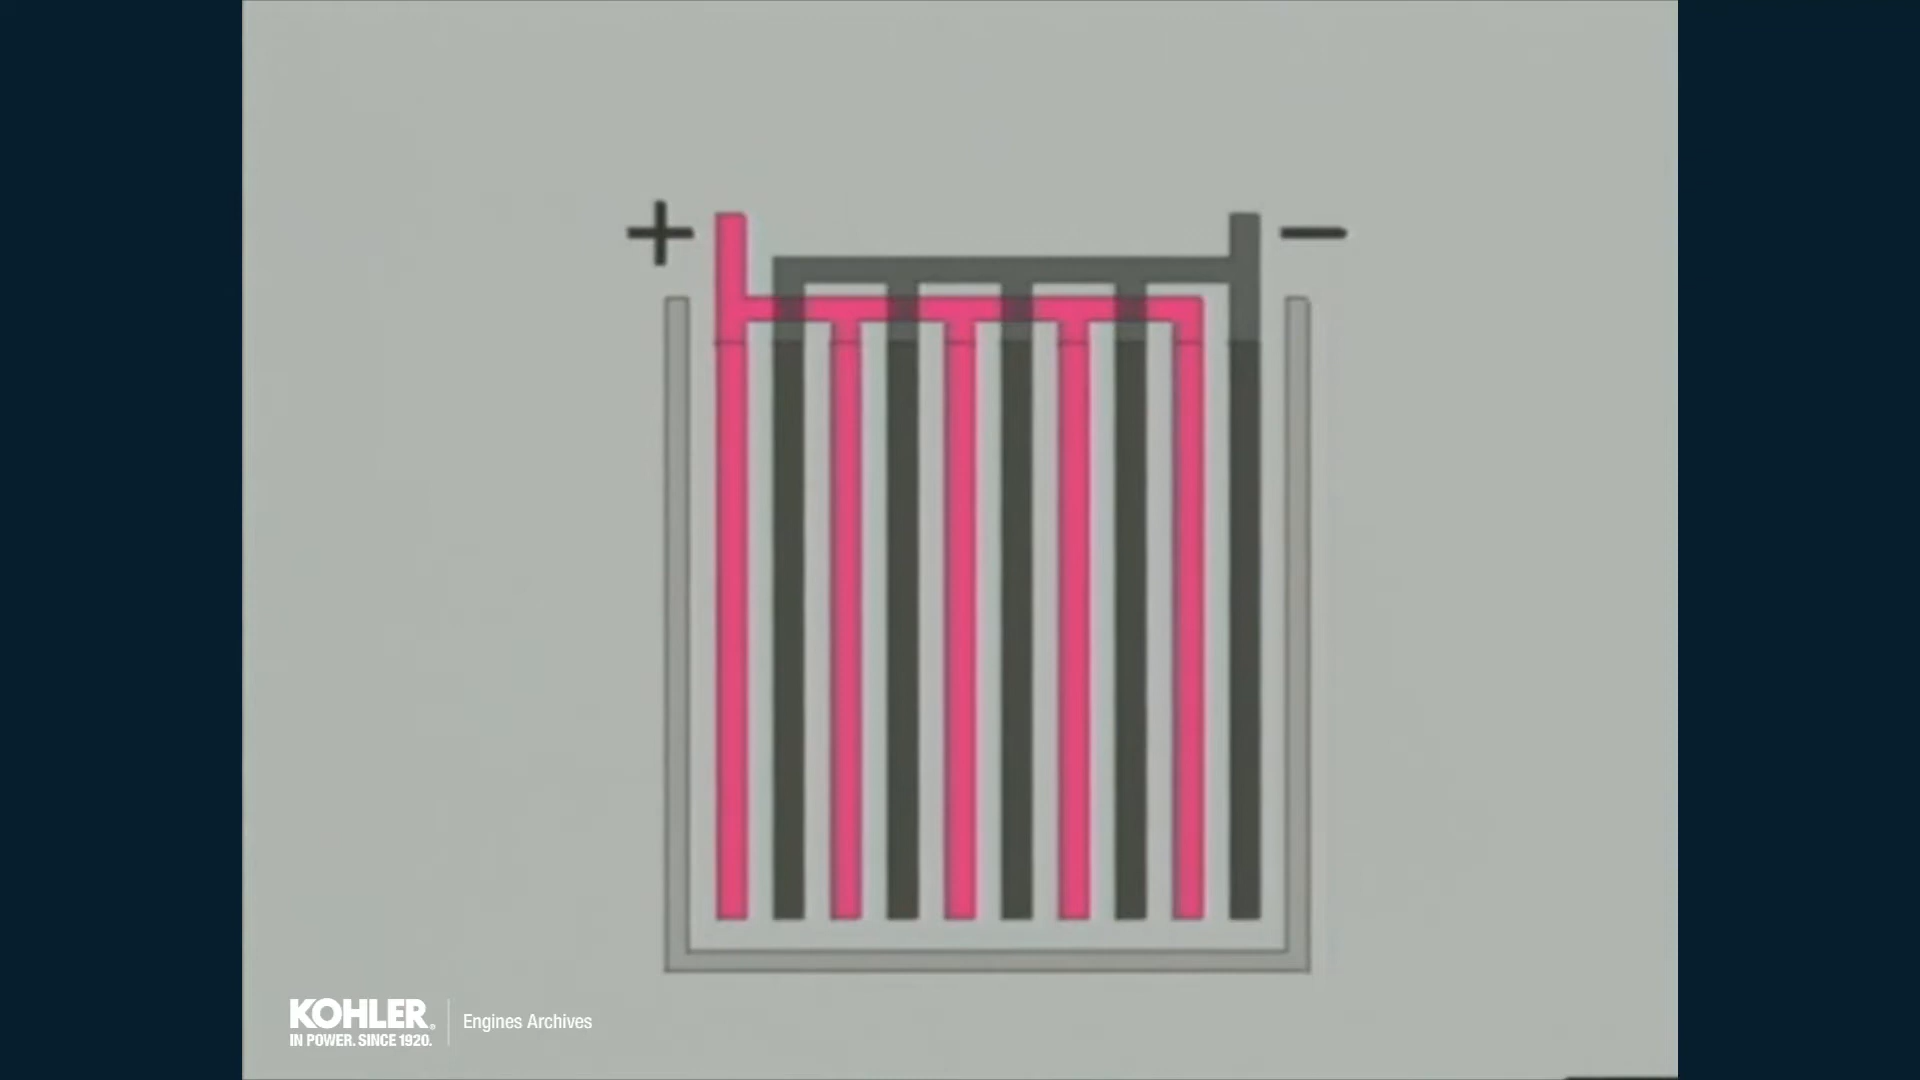 + −
KOHLER®
IN POWER. SINCE 1920.
Engines Archives